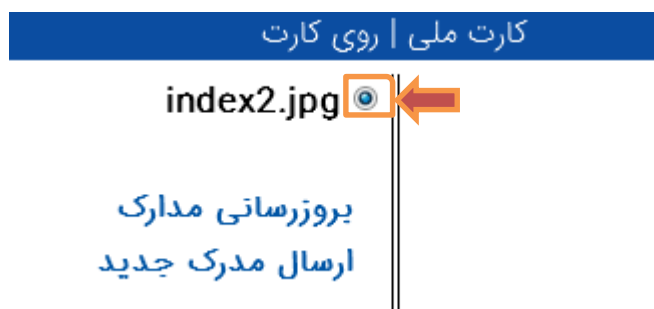 کارت ملی | روی کارت
index2.jpg
بروزرسانی مدارک
ارسال مدرک جدید